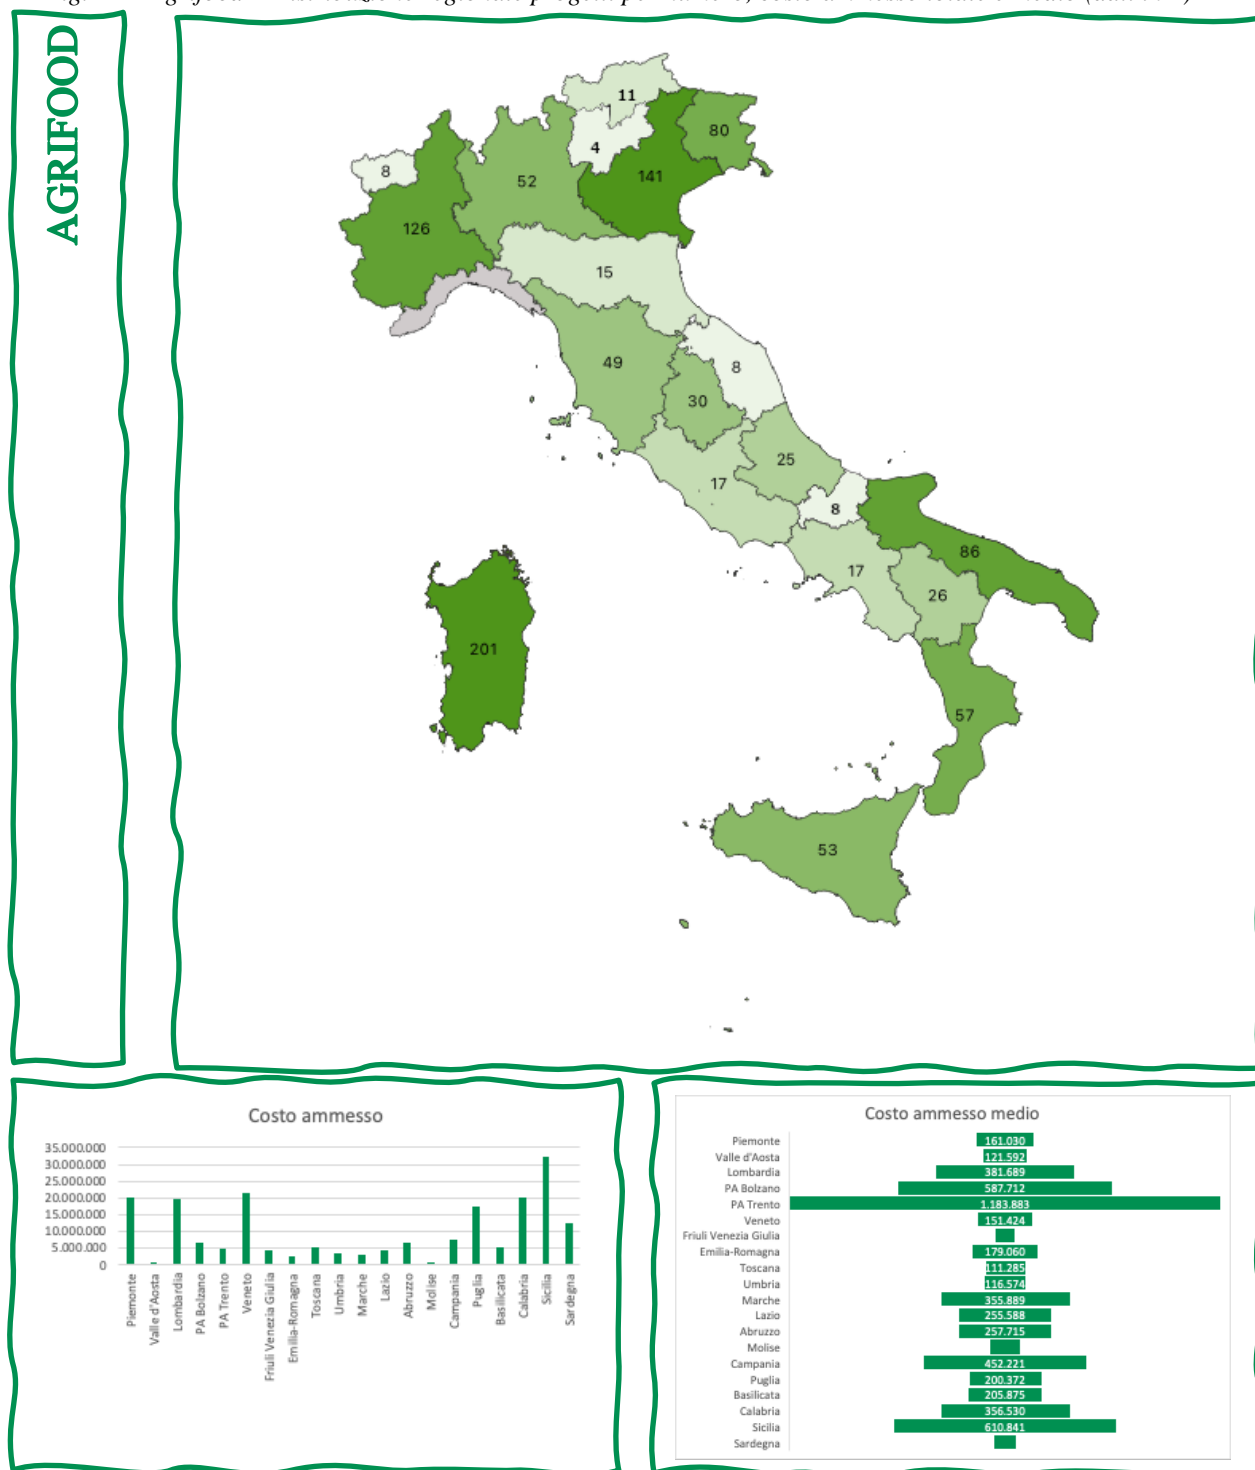 AGRIFOOD
11
80
4
8
141
52
126
15
49
8
30
25
17
8
86
17
26
201
57
53
Costo ammesso
35.000.000
30.000.000
25.000.000
20.000.000
15.000.000
10.000.000
5.000.000
0
Piemonte
Valle d'Aosta
Lombardia
PA Bolzano
PA Trento
Veneto
Friuli Venezia Giulia
Emilia-Romagna
Toscana
Umbria
Marche
Lazio
Abruzzo
Molise
Campania
Puglia
Basilicata
Calabria
Sicilia
Sardegna
Costo ammesso medio
Piemonte 161.030
Valle d'Aosta 121.592
Lombardia 381.689
PA Bolzano 587.712
PA Trento 1.183.883
Veneto 151.424
Friuli Venezia Giulia
Emilia-Romagna 179.060
Toscana 111.285
Umbria 116.574
Marche 355.889
Lazio 255.588
Abruzzo 257.715
Molise
Campania 452.221
Puglia 200.372
Basilicata 205.875
Calabria 356.530
Sicilia 610.841
Sardegna